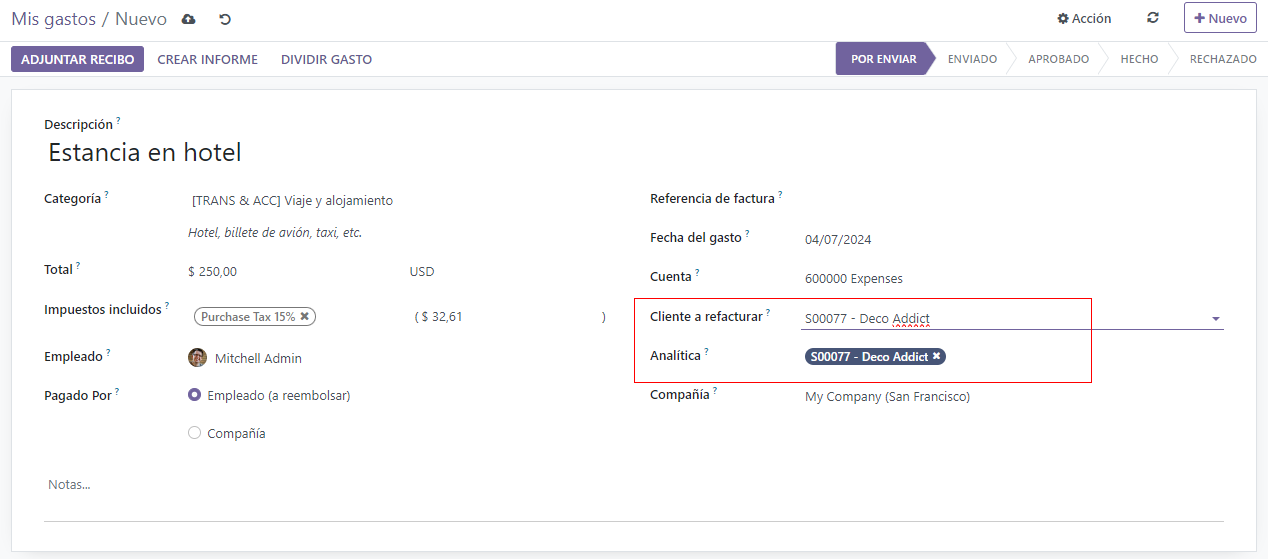 Mis gastos / Nuevo
Acción
Nuevo
ADJUNTAR RECIBO CREAR INFORME DIVIDIR GASTO
POR ENVIAR ENVIADO APROBADO HECHO RECHAZADO
Descripción ?
Estancia en hotel
Categoría ? [TRANS & ACC] Viaje y alojamiento
Hotel, billete de avión, taxi, etc.
Total ? $ 250,00 USD
Impuestos incluidos ? Purchase Tax 15% ✖ ( $ 32,61 )
Empleado ? Mitchell Admin
Pagado Por ? Empleado (a reembolsar)
Compañía
Referencia de factura ?
Fecha del gasto ? 04/07/2024
Cuenta ? 600000 Expenses
Cliente a refacturar ? S00077 - Deco Addict
Analítica ? S00077 - Deco Addict ✖
Compañía ? My Company (San Francisco)
Notas...